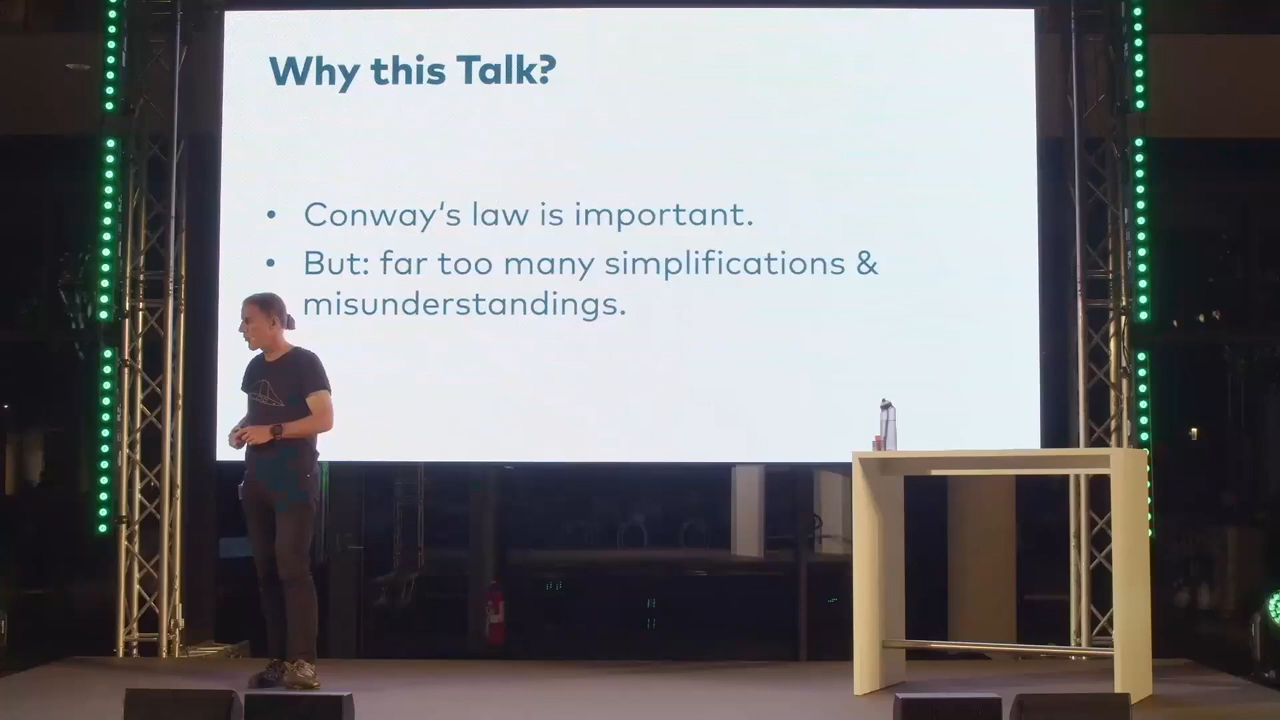 Why this Talk?
• Conway‘s law is important.
• But: far too many simplifications &
misunderstandings.